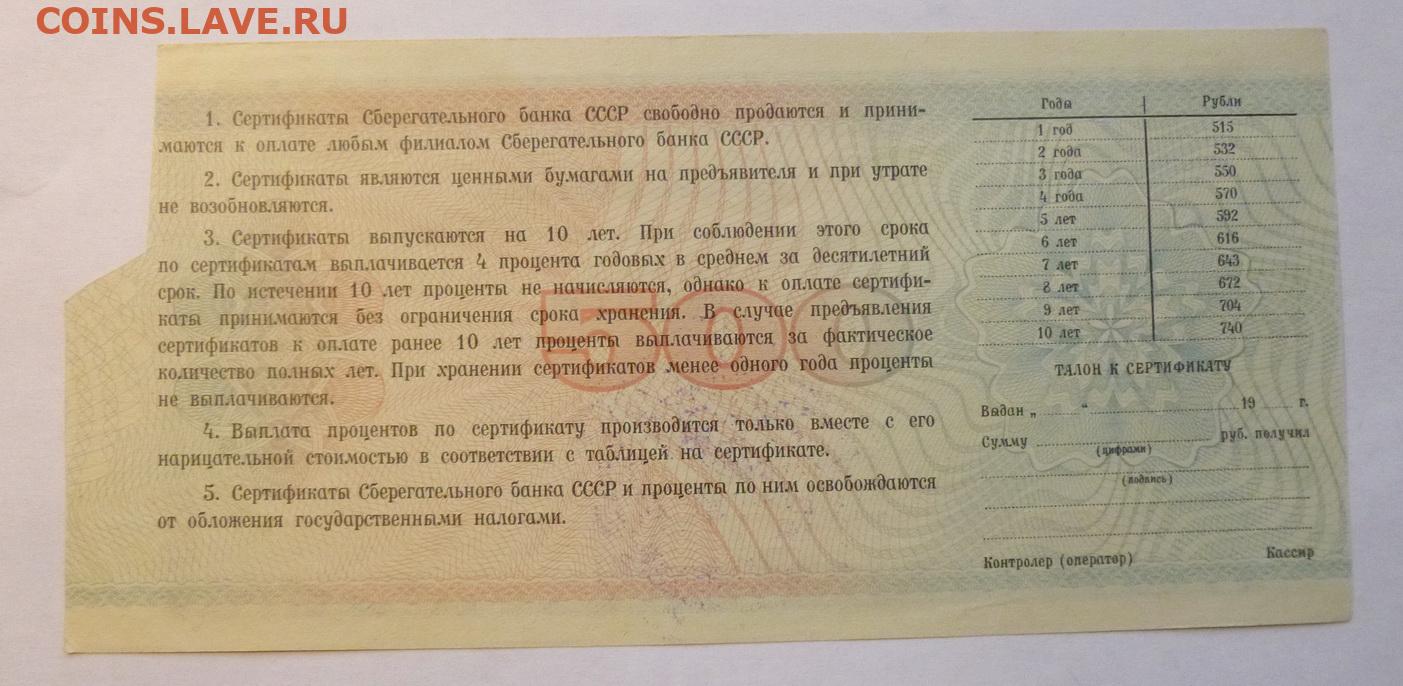 COINS.LAVE.RU
1. Сертификаты Сберегательного банка СССР свободно продаются и прини-
маются к оплате любым филиалом Сберегательного банка СССР.
2. Сертификаты являются ценными бумагами на предъявителя и при утрате
не возобновляются.
3. Сертификаты выпускаются на 10 лет. При соблюдении этого срока
по сертификатам выплачивается 4 процента годовых в среднем за десятилетний
срок. По истечении 10 лет проценты не начисляются, однако к оплате сертифи-
каты принимаются без ограничения срока хранения. В случае предъявления
сертификатов к оплате ранее 10 лет проценты выплачиваются за фактическое
количество полных лет. При хранении сертификатов менее одного года проценты
не выплачиваются.
4. Выплата процентов по сертификату производится только вместе с его
нарицательной стоимостью в соответствии с таблицей на сертификате.
5. Сертификаты Сберегательного банка СССР и проценты по ним освобождаются
от обложения государственными налогами.
500
Годы Рубли
1 год 515
2 года 532
3 года 550
4 года 570
5 лет 592
6 лет 616
7 лет 643
8 лет 672
9 лет 704
10 лет 740
ТАЛОН К СЕРТИФИКАТУ
Выдан „ “ 19 г.
Сумму руб. получил
(цифрами)
(подпись)
Контролер (оператор) Кассир